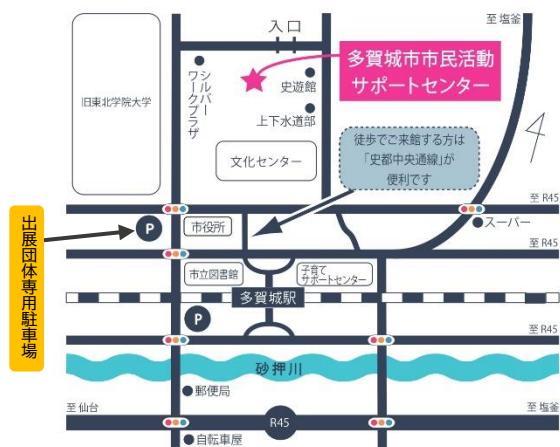 至 塩釜
入口
多賀城市市民活動
サポートセンター
旧東北学院大学
シルバー
ワークプラザ
史遊館
上下水道部
徒歩でご来館する方は
「史都中央通線」が
便利です
文化センター
至 R45
出展団体専用駐車場
P
市役所
スーパー
至 R45
市立図書館
子育て
サポートセンター
多賀城駅
P
砂押川
郵便局
至 仙台
R45
至 塩釜
自転車屋